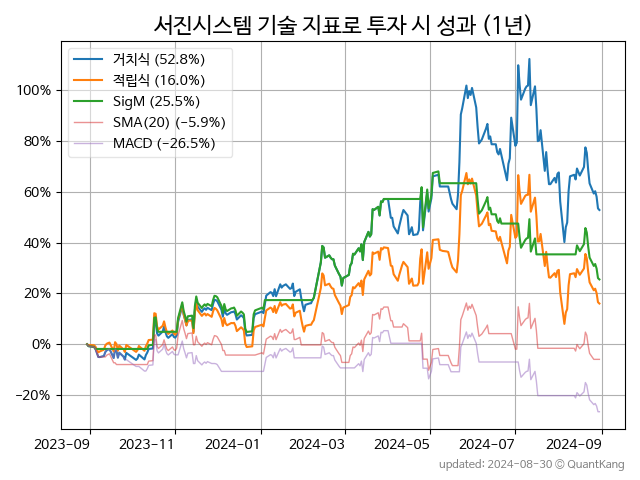 서진시스템 기술 지표로 투자 시 성과 (1년)
거치식 (52.8%)
적립식 (16.0%)
SigM (25.5%)
SMA(20) (−5.9%)
MACD (−26.5%)
100%
80%
60%
40%
20%
0%
−20%
2023-09 2023-11 2024-01 2024-03 2024-05 2024-07 2024-09
updated: 2024-08-30 © QuantKang